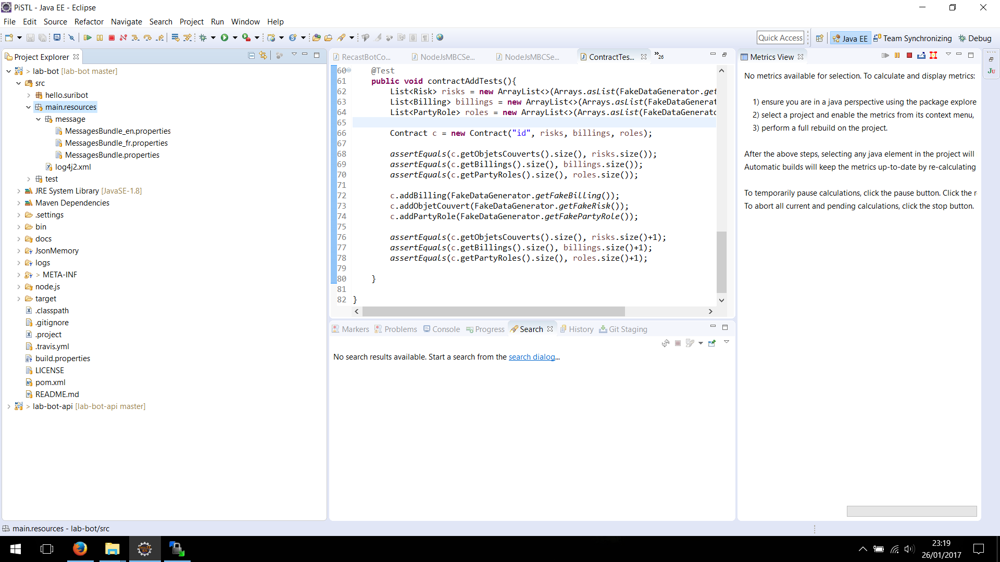 PiSTL - Java EE - Eclipse
File Edit Source Refactor Navigate Search Project Run Window Help
Quick Access Java EE Team Synchronizing Debug
Project Explorer
> lab-bot [lab-bot master]
src
hello.suribot
main.resources
message
MessagesBundle_en.properties
MessagesBundle_fr.properties
MessagesBundle.properties
log4j2.xml
test
JRE System Library [JavaSE-1.8]
Maven Dependencies
.settings
bin
docs
JsonMemory
logs
> META-INF
node.js
target
.classpath
.gitignore
.project
.travis.yml
build.properties
LICENSE
pom.xml
README.md
> lab-bot-api [lab-bot-api master]
RecastBotCo... NodeJsMBCSe... NodeJsMBCSe... ContractTes... »26
60 @Test
61 public void contractAddTests(){
62 List<Risk> risks = new ArrayList<>(Arrays.asList(FakeDataGenerator.get
63 List<Billing> billings = new ArrayList<>(Arrays.asList(FakeDataGenerat
64 List<PartyRole> roles = new ArrayList<>(Arrays.asList(FakeDataGenerato
65
66 Contract c = new Contract("id", risks, billings, roles);
67
68 assertEquals(c.getObjetsCouverts().size(), risks.size());
69 assertEquals(c.getBillings().size(), billings.size());
70 assertEquals(c.getPartyRoles().size(), roles.size());
71
72 c.addBilling(FakeDataGenerator.getFakeBilling());
73 c.addObjetCouvert(FakeDataGenerator.getFakeRisk());
74 c.addPartyRole(FakeDataGenerator.getFakePartyRole());
75
76 assertEquals(c.getObjetsCouverts().size(), risks.size()+1);
77 assertEquals(c.getBillings().size(), billings.size()+1);
78 assertEquals(c.getPartyRoles().size(), roles.size()+1);
79
80 }
81
82 }
Markers Problems Console Progress Search History Git Staging
No search results available. Start a search from the search dialog...
Metrics View
No metrics available for selection. To calculate and display metrics:
1) ensure you are in a java perspective using the package explore
2) select a project and enable the metrics from its context menu,
3) perform a full rebuild on the project.
After the above steps, selecting any java element in the project will
Automatic builds will keep the metrics up-to-date by re-calculating
To temporarily pause calculations, click the pause button. Click the r
To abort all current and pending calculations, click the stop button.
Ju
main.resources - lab-bot/src
23:19
26/01/2017